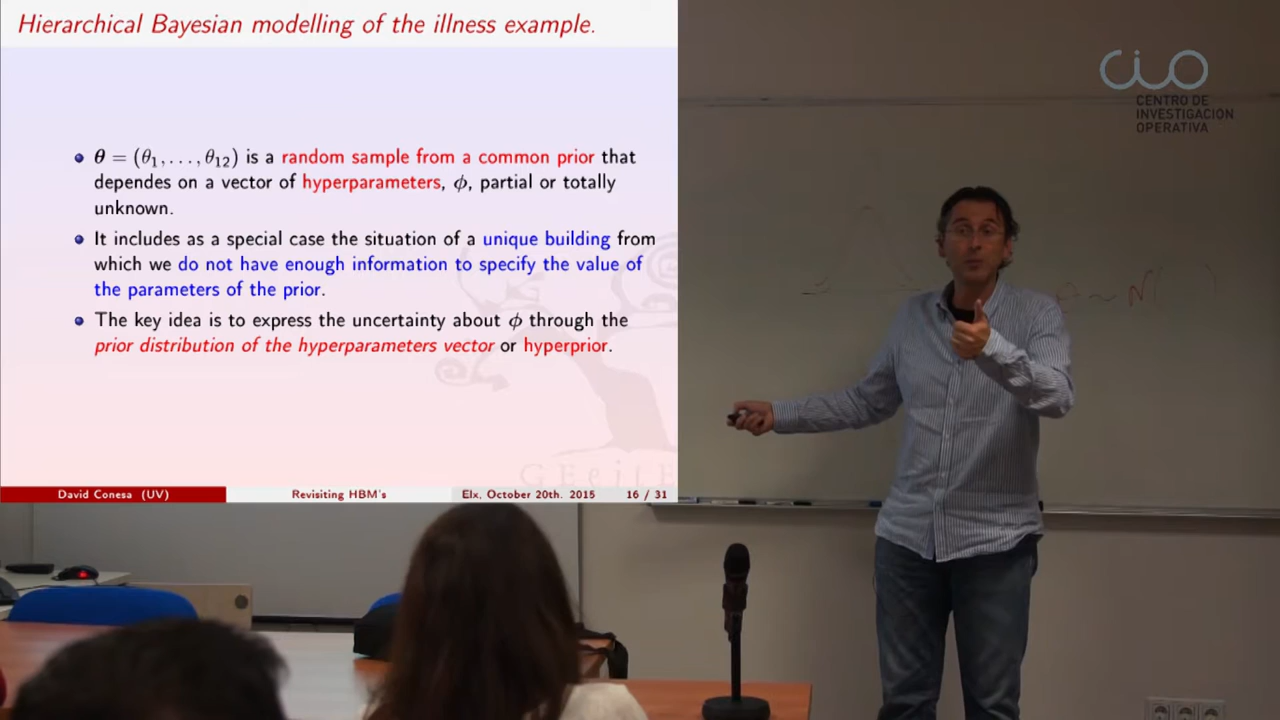 Hierarchical Bayesian modelling of the illness example.
θ = (θ1, . . . , θ12) is a random sample from a common prior that
dependes on a vector of hyperparameters, ϕ, partial or totally
unknown.
It includes as a special case the situation of a unique building from
which we do not have enough information to specify the value of
the parameters of the prior.
The key idea is to express the uncertainty about ϕ through the
prior distribution of the hyperparameters vector or hyperprior.
David Conesa (UV)
Revisiting HBM's
Elx, October 20th. 2015
16 / 31
CIO
CENTRO DE
INVESTIGACIÓN
OPERATIVA